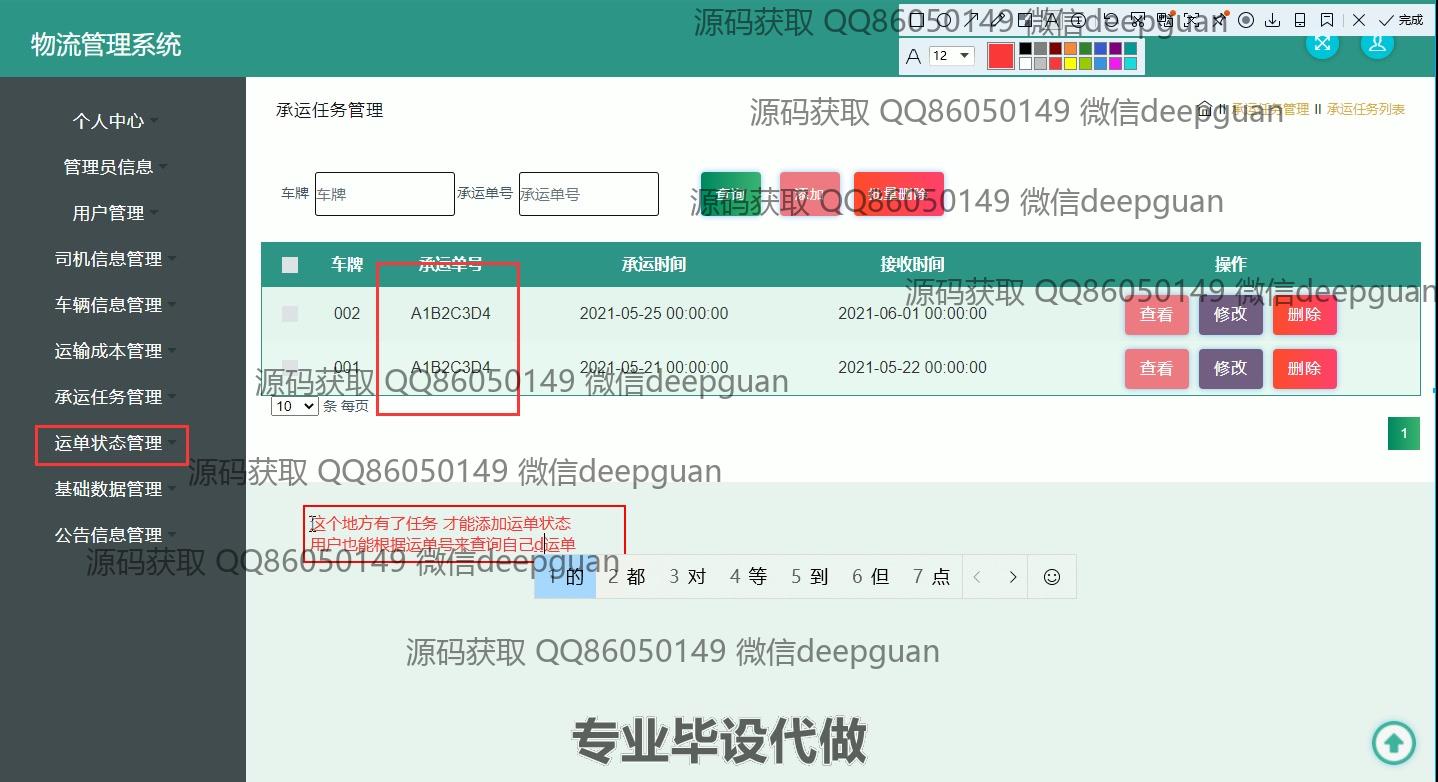 源码获取 QQ86050149 微信deepguan
完成
物流管理系统
A 12
个人中心
管理员信息
用户管理
司机信息管理
车辆信息管理
运输成本管理
承运任务管理
运单状态管理
基础数据管理
公告信息管理
承运任务管理
源码获取 QQ86050149 微信deepguan
承运任务管理 II 承运任务列表
车牌 车牌 承运单号 承运单号 查询 添加 批量删除
源码获取 QQ86050149 微信deepguan
车牌 承运单号 承运时间 接收时间 操作
源码获取 QQ86050149 微信deepguan
002 A1B2C3D4 2021-05-25 00:00:00 2021-06-01 00:00:00 查看 修改 删除
001 A1B2C3D4 2021-05-21 00:00:00 2021-05-22 00:00:00 查看 修改 删除
源码获取 QQ86050149 微信deepguan
10 条 每页
1
源码获取 QQ86050149 微信deepguan
这个地方有了任务 才能添加运单状态
用户也能根据运单号来查询自己d运单
源码获取 QQ86050149 微信deepguan
1 的 2 都 3 对 4 等 5 到 6 但 7 点
源码获取 QQ86050149 微信deepguan
专业毕设代做